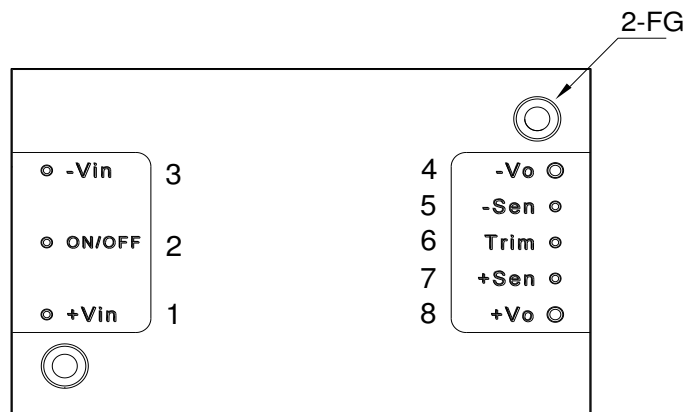 2-FG
-Vin 3 4 -Vo
5 -Sen
ON/OFF 2 6 Trim
7 +Sen
+Vin 1 8 +Vo